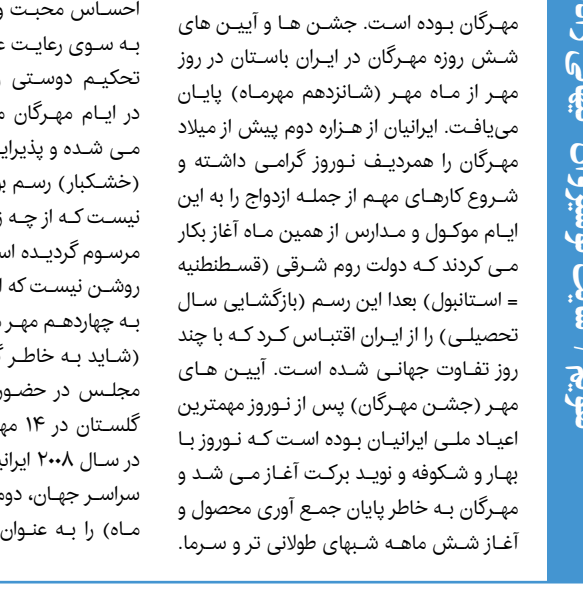 مهرگان بوده است. جشن ها و آیین های
شش روزه مهرگان در ایران باستان در روز
مهر از ماه مهر (شانزدهم مهرماه) پایان
می‌یافت. ایرانیان از هزاره دوم پیش از میلاد
مهرگان را همردیف نوروز گرامی داشته و
شروع کارهای مهم از جمله ازدواج را به این
ایام موکول و مدارس از همین ماه آغاز بکار
می کردند که دولت روم شرقی (قسطنطنیه
= استانبول) بعدا این رسم (بازگشایی سال
تحصیلی) را از ایران اقتباس کرد که با چند
روز تفاوت جهانی شده است. آیین های
مهر (جشن مهرگان) پس از نوروز مهمترین
اعیاد ملی ایرانیان بوده است که نوروز با
بهار و شکوفه و نوید برکت آغاز می شد و
مهرگان به خاطر پایان جمع آوری محصول و
آغاز شش ماهه شبهای طولانی تر و سرما.
احساس محبت و
به سوی رعایت
تحکیم دوستی
در ایام مهرگان
می شده و
(خشکبار) رسم
نیست که از چه
مرسوم گردیده
روشن نیست که
به چهاردهم مهر
(شاید به خاطر
مجلس در
گلستان در ۱۴
در سال ۲۰۰۸
سراسر جهان،
ماه) را به عنوان